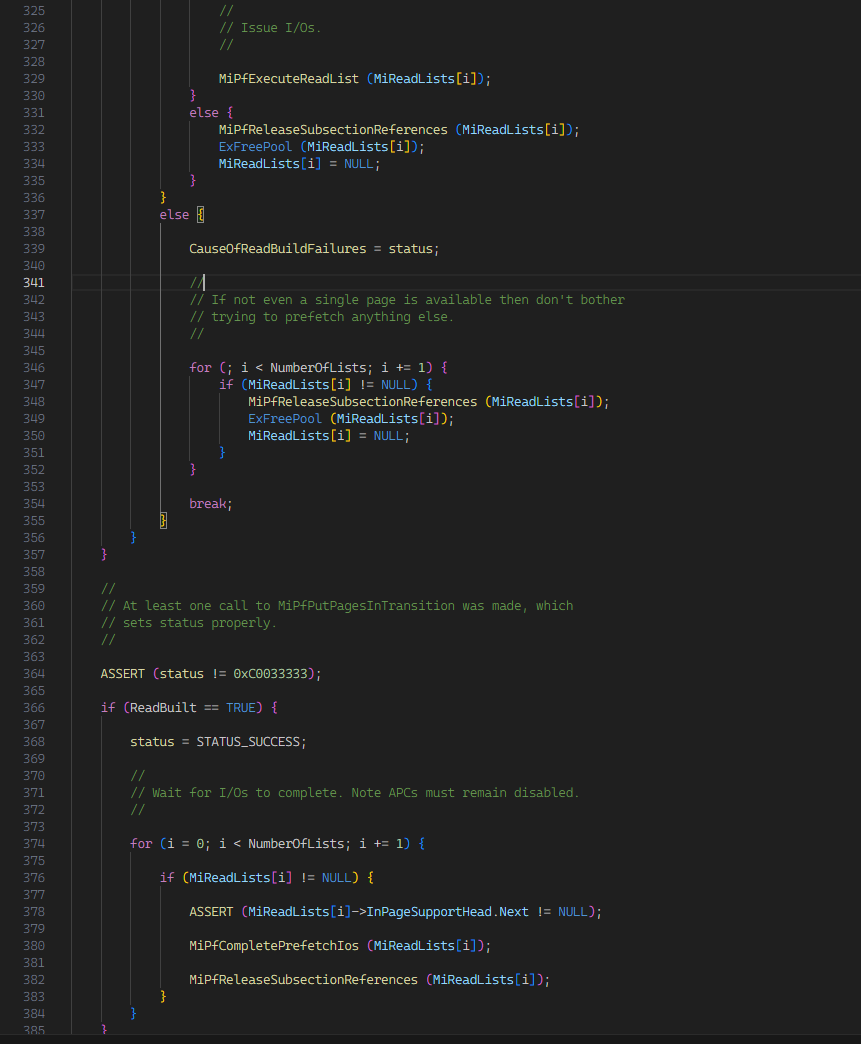 325 //
326 // Issue I/Os.
327 //
328
329 MiPfExecuteReadList (MiReadLists[i]);
330 }
331 else {
332 MiPfReleaseSubsectionReferences (MiReadLists[i]);
333 ExFreePool (MiReadLists[i]);
334 MiReadLists[i] = NULL;
335 }
336 }
337 else {
338
339 CauseOfReadBuildFailures = status;
340
341 //
342 // If not even a single page is available then don't bother
343 // trying to prefetch anything else.
344 //
345
346 for (; i < NumberOfLists; i += 1) {
347 if (MiReadLists[i] != NULL) {
348 MiPfReleaseSubsectionReferences (MiReadLists[i]);
349 ExFreePool (MiReadLists[i]);
350 MiReadLists[i] = NULL;
351 }
352 }
353
354 break;
355 }
356 }
357 }
358
359 //
360 // At least one call to MiPfPutPagesInTransition was made, which
361 // sets status properly.
362 //
363
364 ASSERT (status != 0xC0033333);
365
366 if (ReadBuilt == TRUE) {
367
368 status = STATUS_SUCCESS;
369
370 //
371 // Wait for I/Os to complete. Note APCs must remain disabled.
372 //
373
374 for (i = 0; i < NumberOfLists; i += 1) {
375
376 if (MiReadLists[i] != NULL) {
377
378 ASSERT (MiReadLists[i]->InPageSupportHead.Next != NULL);
379
380 MiPfCompletePrefetchIos (MiReadLists[i]);
381
382 MiPfReleaseSubsectionReferences (MiReadLists[i]);
383 }
384 }
385 }